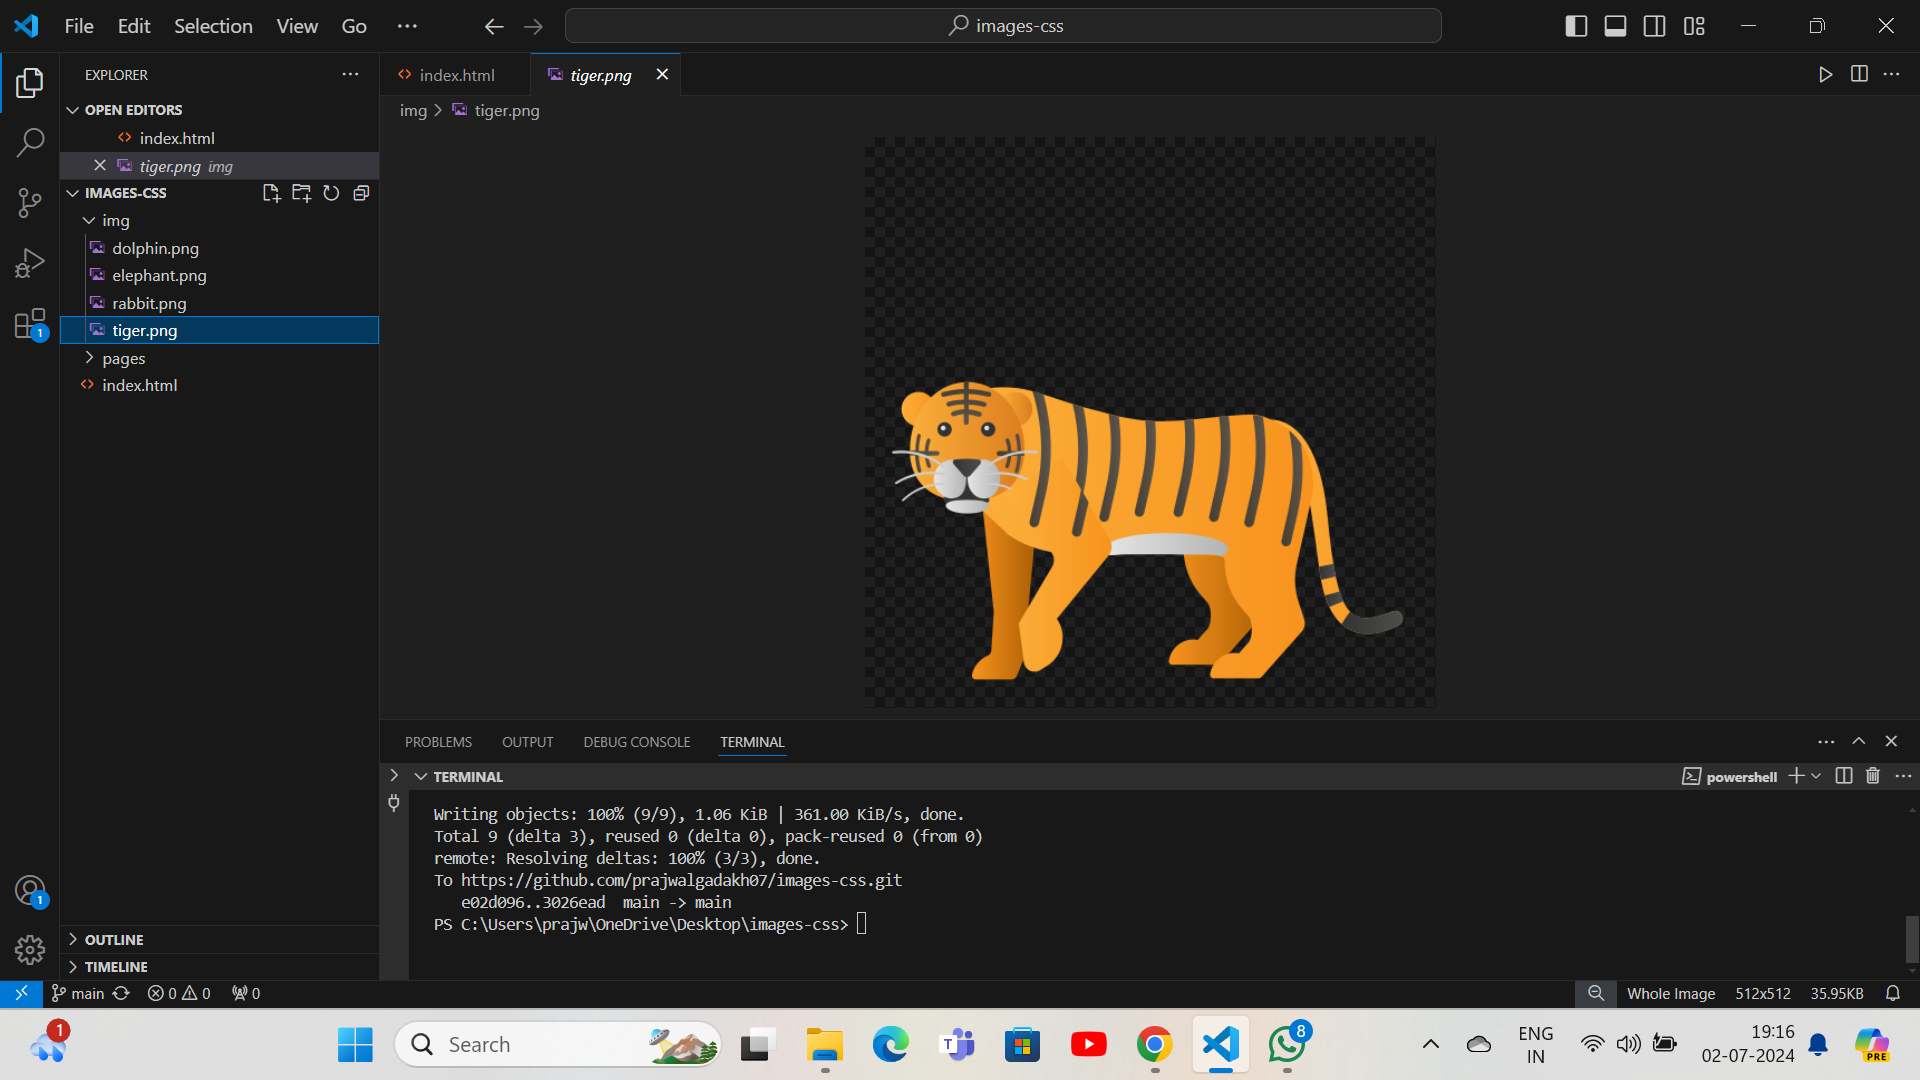 File Edit Selection View Go ···
images-css
EXPLORER
OPEN EDITORS
index.html
tiger.png img
IMAGES-CSS
img
dolphin.png
elephant.png
rabbit.png
tiger.png
pages
index.html
OUTLINE
TIMELINE
index.html
tiger.png
img > tiger.png
PROBLEMS OUTPUT DEBUG CONSOLE TERMINAL
TERMINAL
powershell
Writing objects: 100% (9/9), 1.06 KiB | 361.00 KiB/s, done.
Total 9 (delta 3), reused 0 (delta 0), pack-reused 0 (from 0)
remote: Resolving deltas: 100% (3/3), done.
To https://github.com/prajwalgadakh07/images-css.git
e02d096..3026ead main -> main
PS C:\Users\prajw\OneDrive\Desktop\images-css>
1
1
main 0 0 0
Whole Image 512x512 35.95KB
1
Search
T
8
ENG
IN
19:16
02-07-2024
PRE